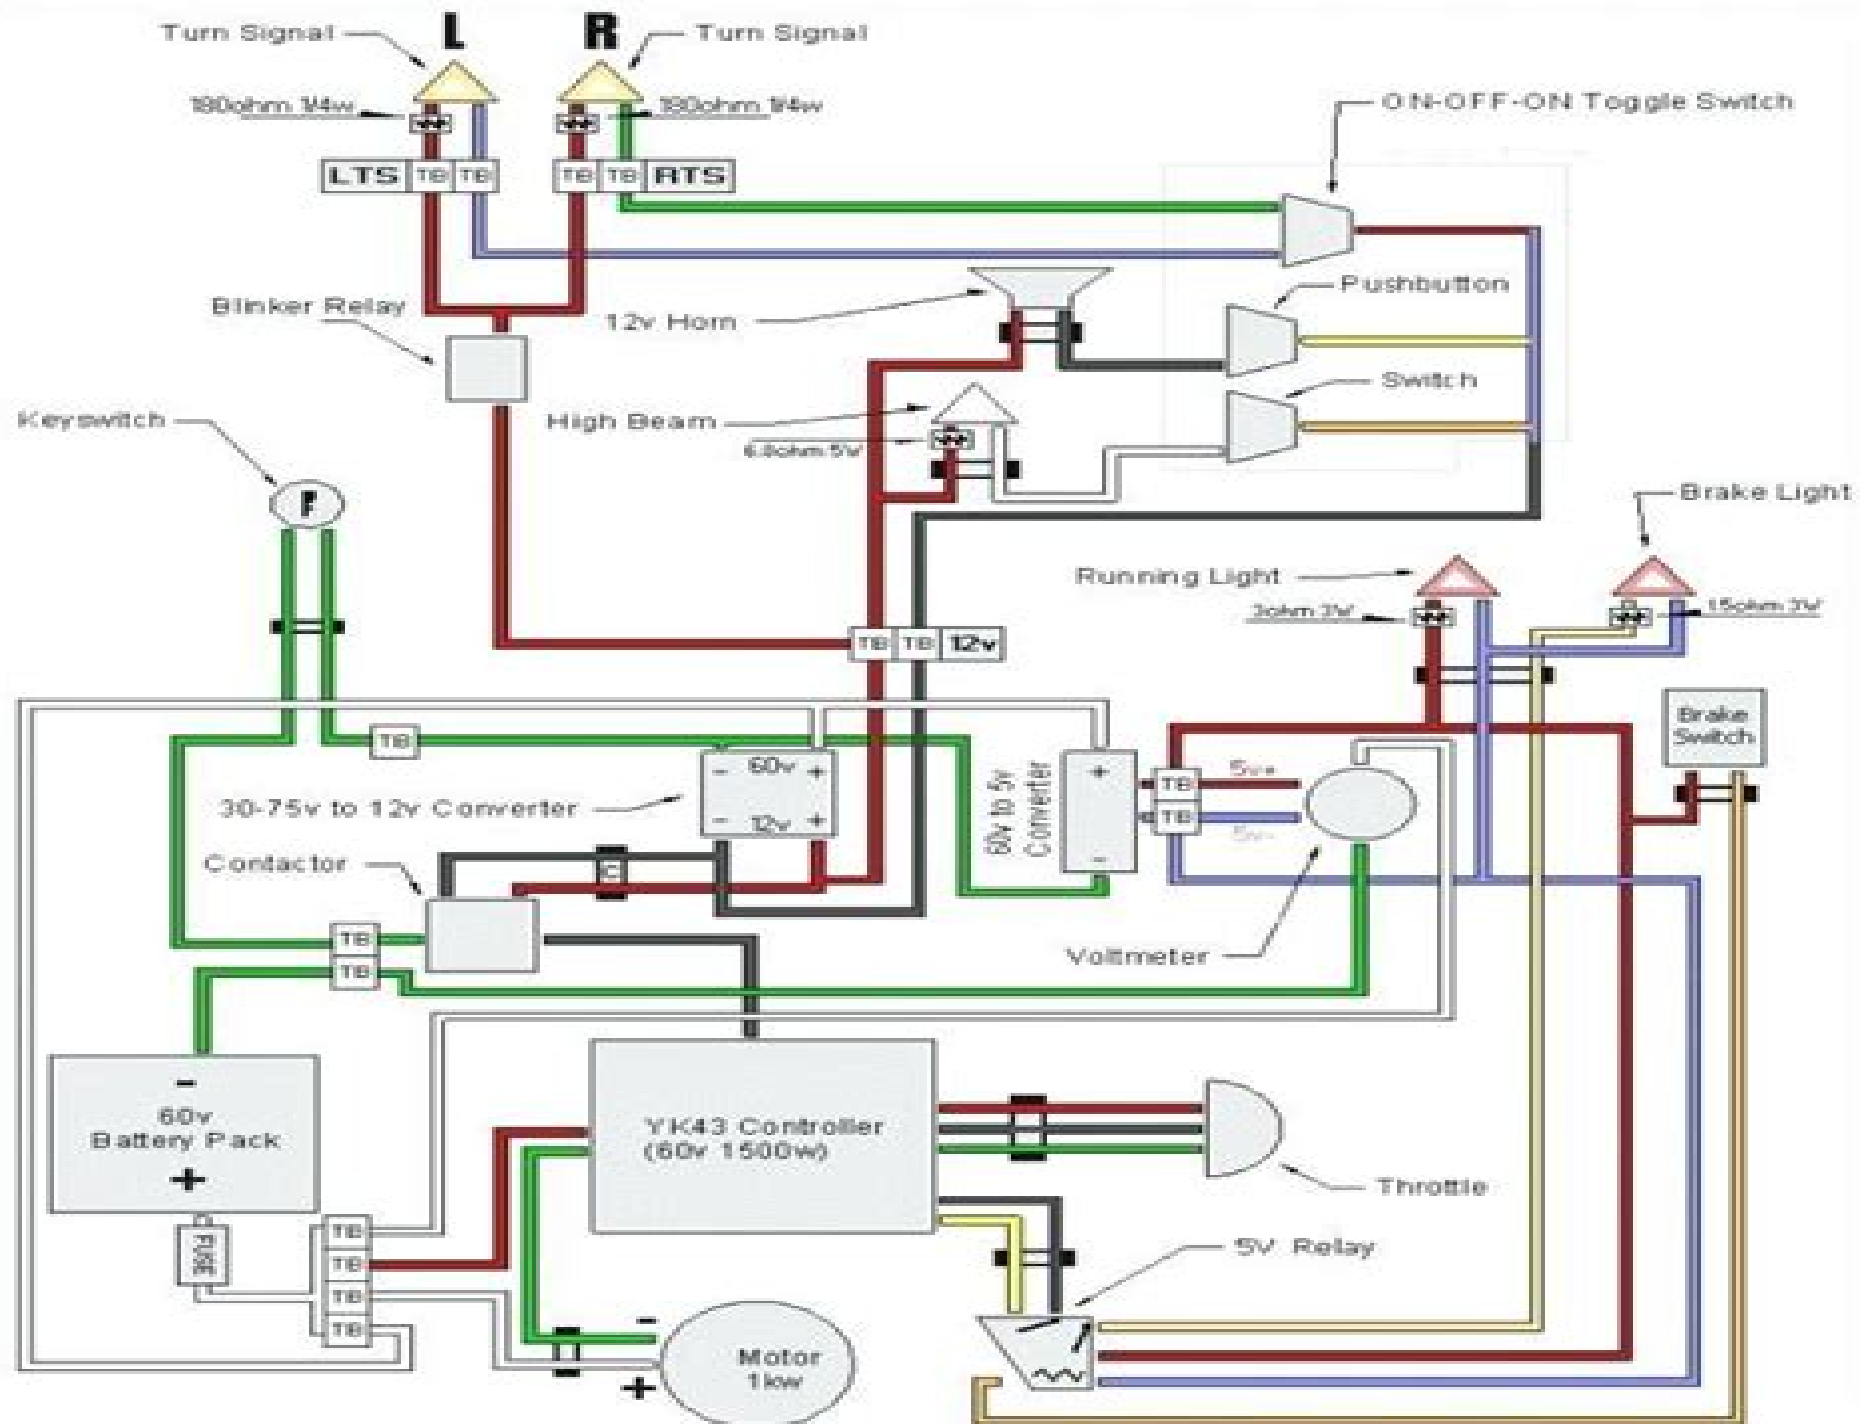 Turn Signal
L
R
Turn Signal
180ohm 1/4w
180ohm 1/4w
ON-OFF-ON Toggle Switch
LTS TB TB
TB TB RTS
Blinker Relay
12v Horn
Pushbutton
Switch
Keyswitch
High Beam
6.8ohm 5W
Brake Light
Running Light
3ohm 3W
15ohm 3W
TB TB 12v
Brake
Switch
TB
- 60v +
- 12v +
30-75v to 12v Converter
60v to 5v
Converter
+
-
TB
5v+
TB
5v-
Contactor
C
TB
TB
Voltmeter
-
60v
Battery Pack
+
YK43 Controller
(60v 1500w)
Throttle
FUSE
TB
TB
TB
TB
5V Relay
-
Motor
1kw
+